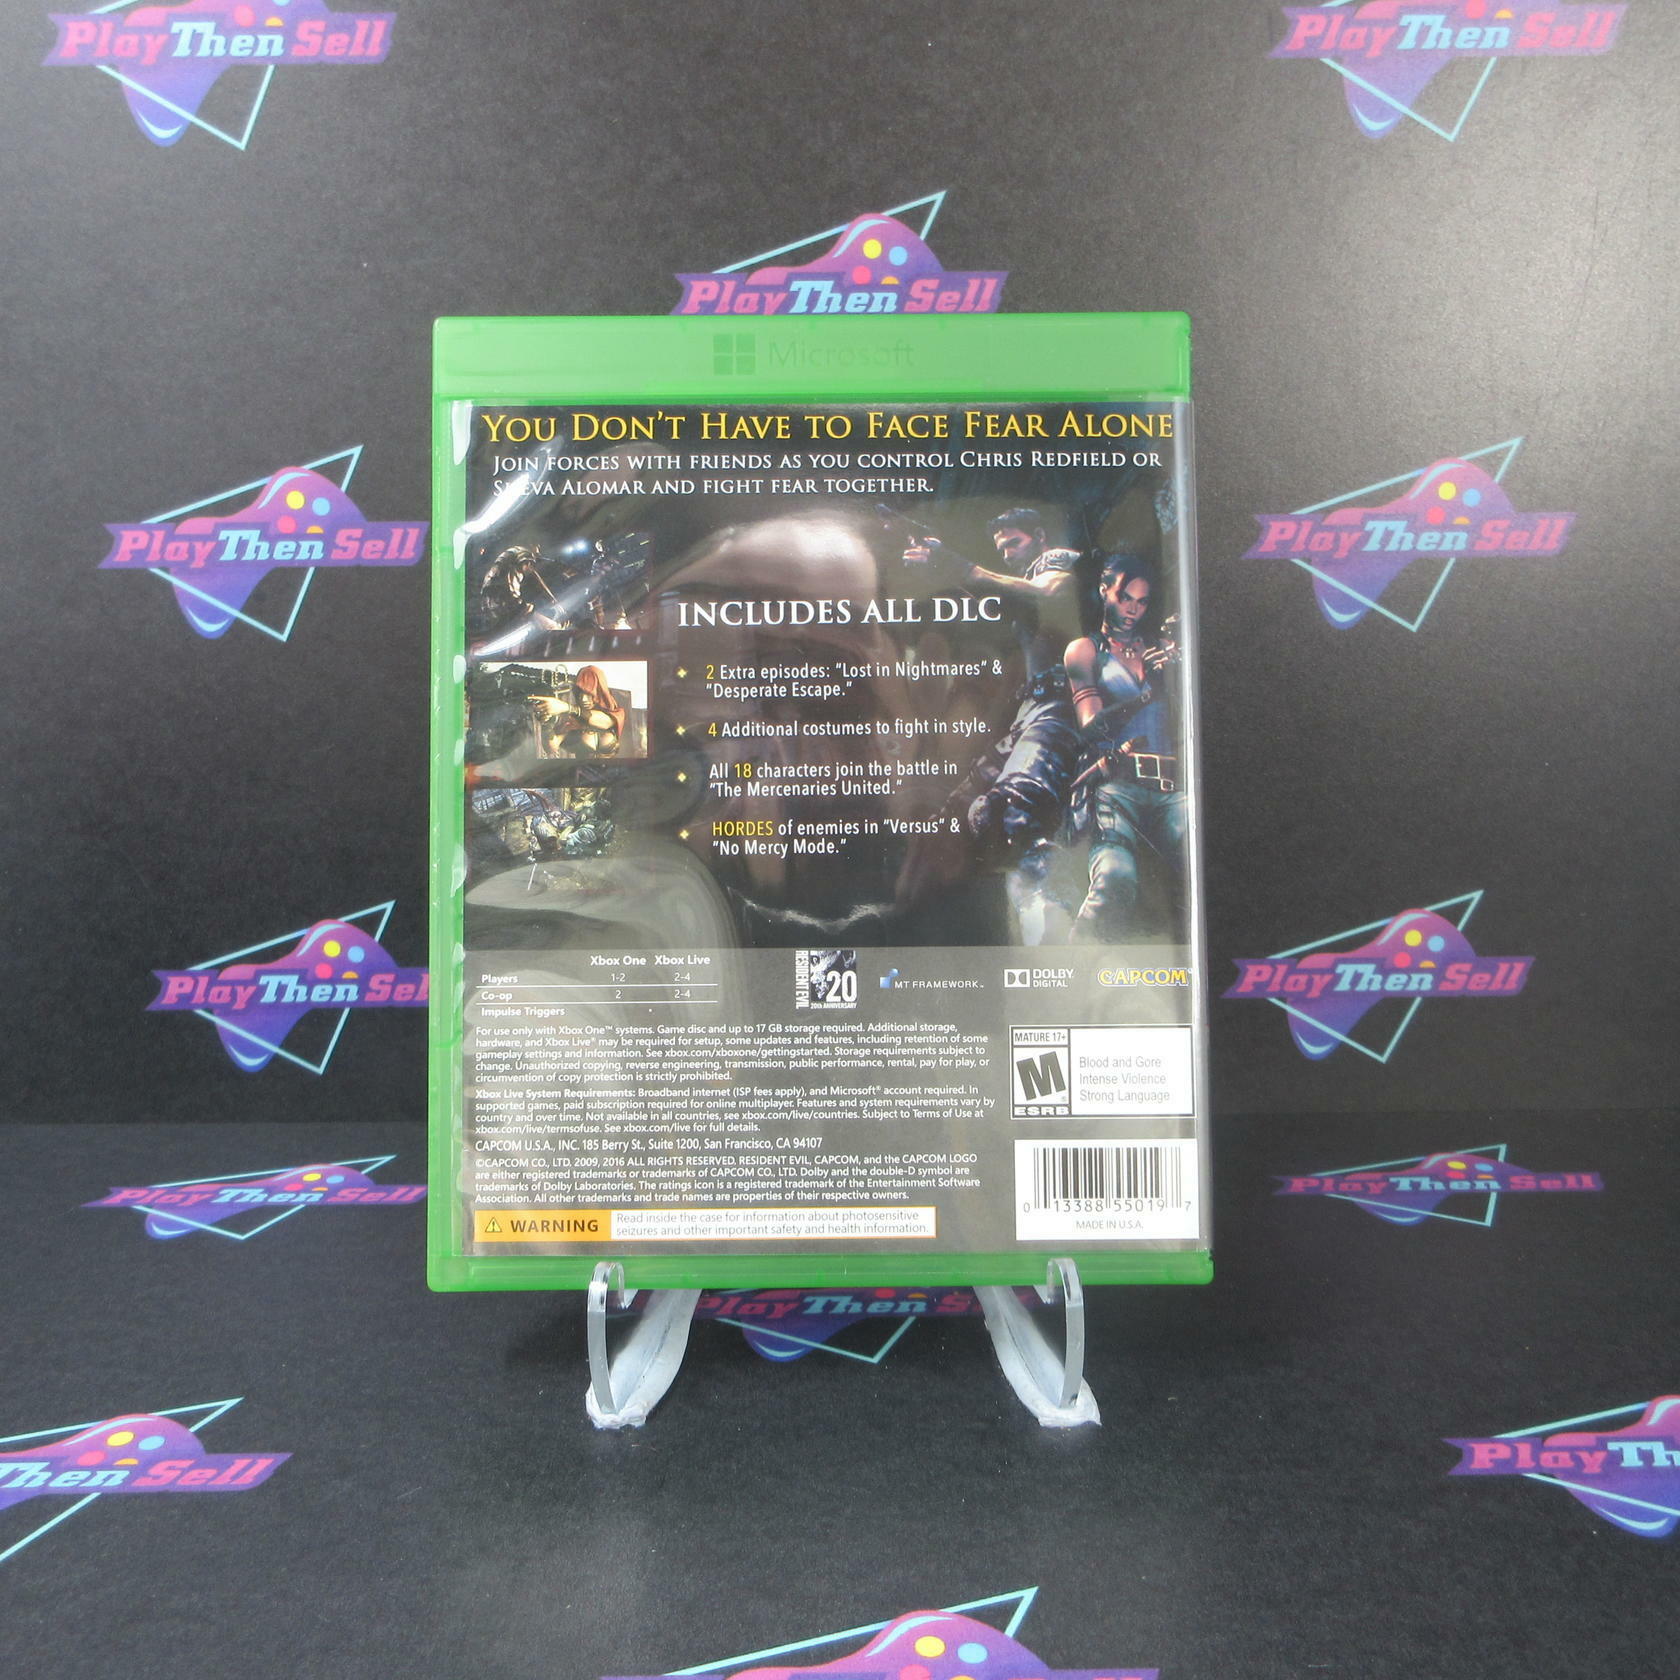 Play Then Sell
Play Then Sell
Play Then Sell
Microsoft
YOU DON'T HAVE TO FACE FEAR ALONE
JOIN FORCES WITH FRIENDS AS YOU CONTROL CHRIS REDFIELD OR
SHEVA ALOMAR AND FIGHT FEAR TOGETHER.
Play Then Sell
Play Then Sell
INCLUDES ALL DLC
2 Extra episodes: "Lost in Nightmares" &
"Desperate Escape."
4 Additional costumes to fight in style.
All 18 characters join the battle in
"The Mercenaries United."
HORDES of enemies in "Versus" &
"No Mercy Mode."
Play Then Sel
Play Then Sell
Xbox One Xbox Live
Players 1-2 2-4
Co-op 2 2-4
Impulse Triggers
RESIDENT EVIL
20
20th ANNIVERSARY
MT FRAMEWORK
DOLBY
DIGITAL
CAPCOM
For use only with Xbox One™ systems. Game disc and up to 17 GB storage required. Additional storage,
hardware, and Xbox Live® may be required for setup, some updates and features, including retention of some
gameplay settings and information. See xbox.com/xboxone/gettingstarted. Storage requirements subject to
change. Unauthorized copying, reverse engineering, transmission, public performance, rental, pay for play, or
circumvention of copy protection is strictly prohibited.
Xbox Live System Requirements: Broadband internet (ISP fees apply), and Microsoft® account required. In
supported games, paid subscription required for online multiplayer. Features and system requirements vary by
country and over time. Not available in all countries, see xbox.com/live/countries. Subject to Terms of Use at
xbox.com/live/termsofuse. See xbox.com/live for full details.
CAPCOM U.S.A., INC. 185 Berry St., Suite 1200, San Francisco, CA 94107
©CAPCOM CO., LTD. 2009, 2016 ALL RIGHTS RESERVED. RESIDENT EVIL, CAPCOM, and the CAPCOM LOGO
are either registered trademarks or trademarks of CAPCOM CO., LTD. Dolby and the double-D symbol are
trademarks of Dolby Laboratories. The ratings icon is a registered trademark of the Entertainment Software
Association. All other trademarks and trade names are properties of their respective owners.
WARNING
Read inside the case for information about photosensitive
seizures and other important safety and health information.
MATURE 17+
M
ESRB
Blood and Gore
Intense Violence
Strong Language
0 13388 55019 7
MADE IN U.S.A.
Play Then Sell
Play Then Sell
Play Then S
Then Sell
Play Th